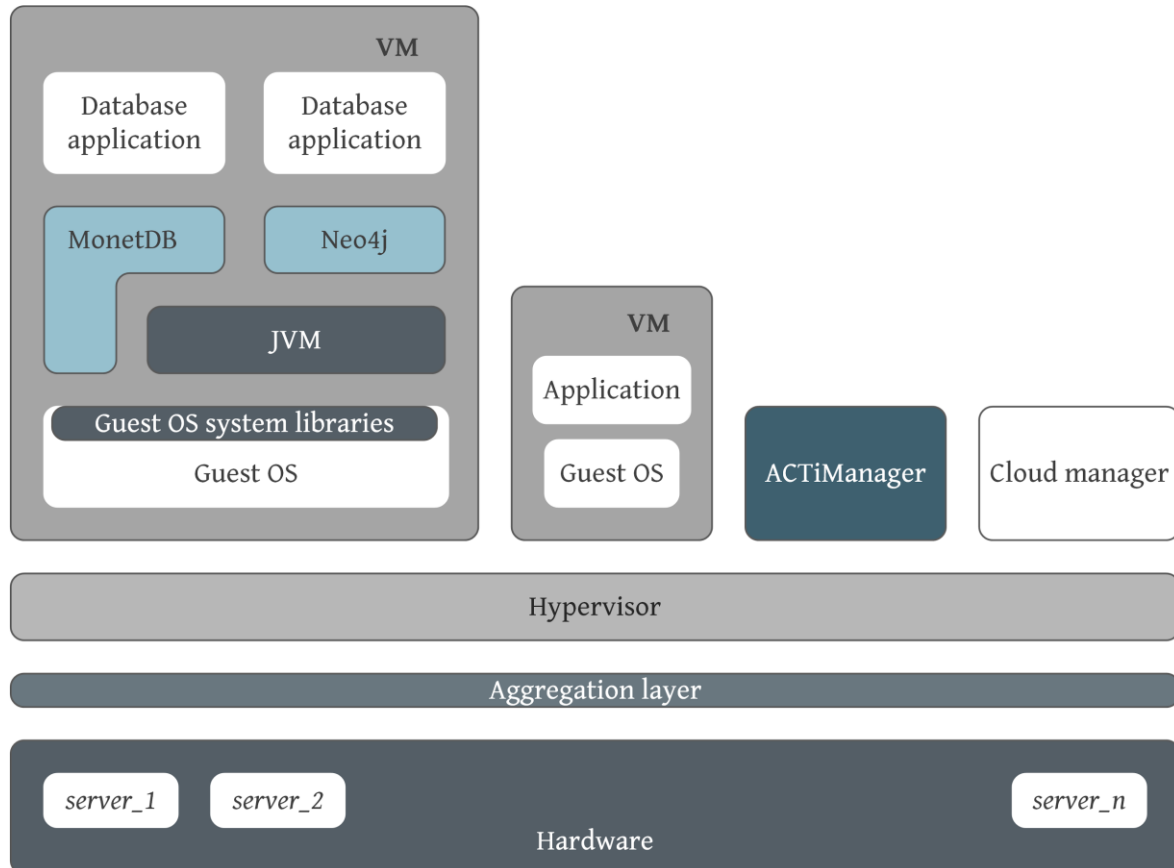 VM
Database
application
Database
application
MonetDB
Neo4j
JVM
Guest OS system libraries
Guest OS
VM
Application
Guest OS
ACTiManager
Cloud manager
Hypervisor
Aggregation layer
server_1
server_2
server_n
Hardware